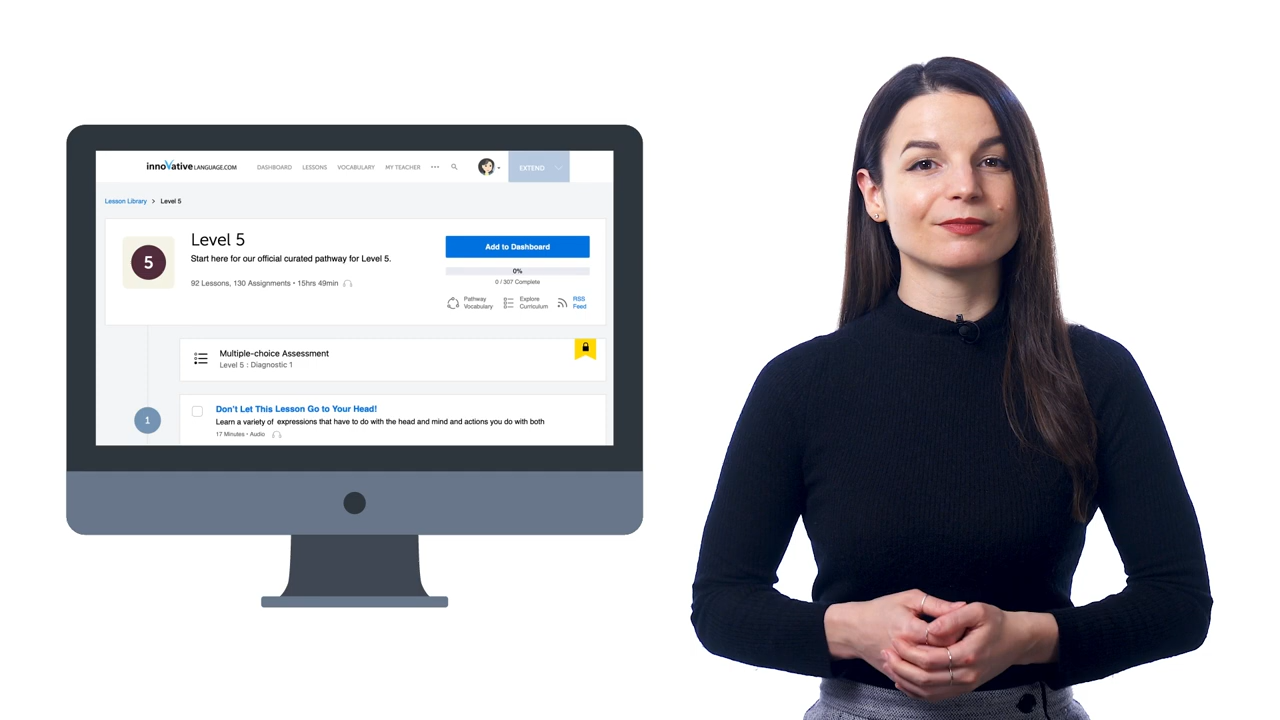 innoVative LANGUAGE.COM
DASHBOARD LESSONS VOCABULARY MY TEACHER ••• EXTEND
Lesson Library > Level 5
5
Level 5
Start here for our official curated pathway for Level 5.
92 Lessons, 130 Assignments • 15hrs 49min
Add to Dashboard
0%
0 / 307 Complete
Pathway
Vocabulary
Explore
Curriculum
RSS
Feed
Multiple-choice Assessment
Level 5 : Diagnostic 1
1
Don't Let This Lesson Go to Your Head!
Learn a variety of expressions that have to do with the head and mind and actions you do with both
17 Minutes • Audio